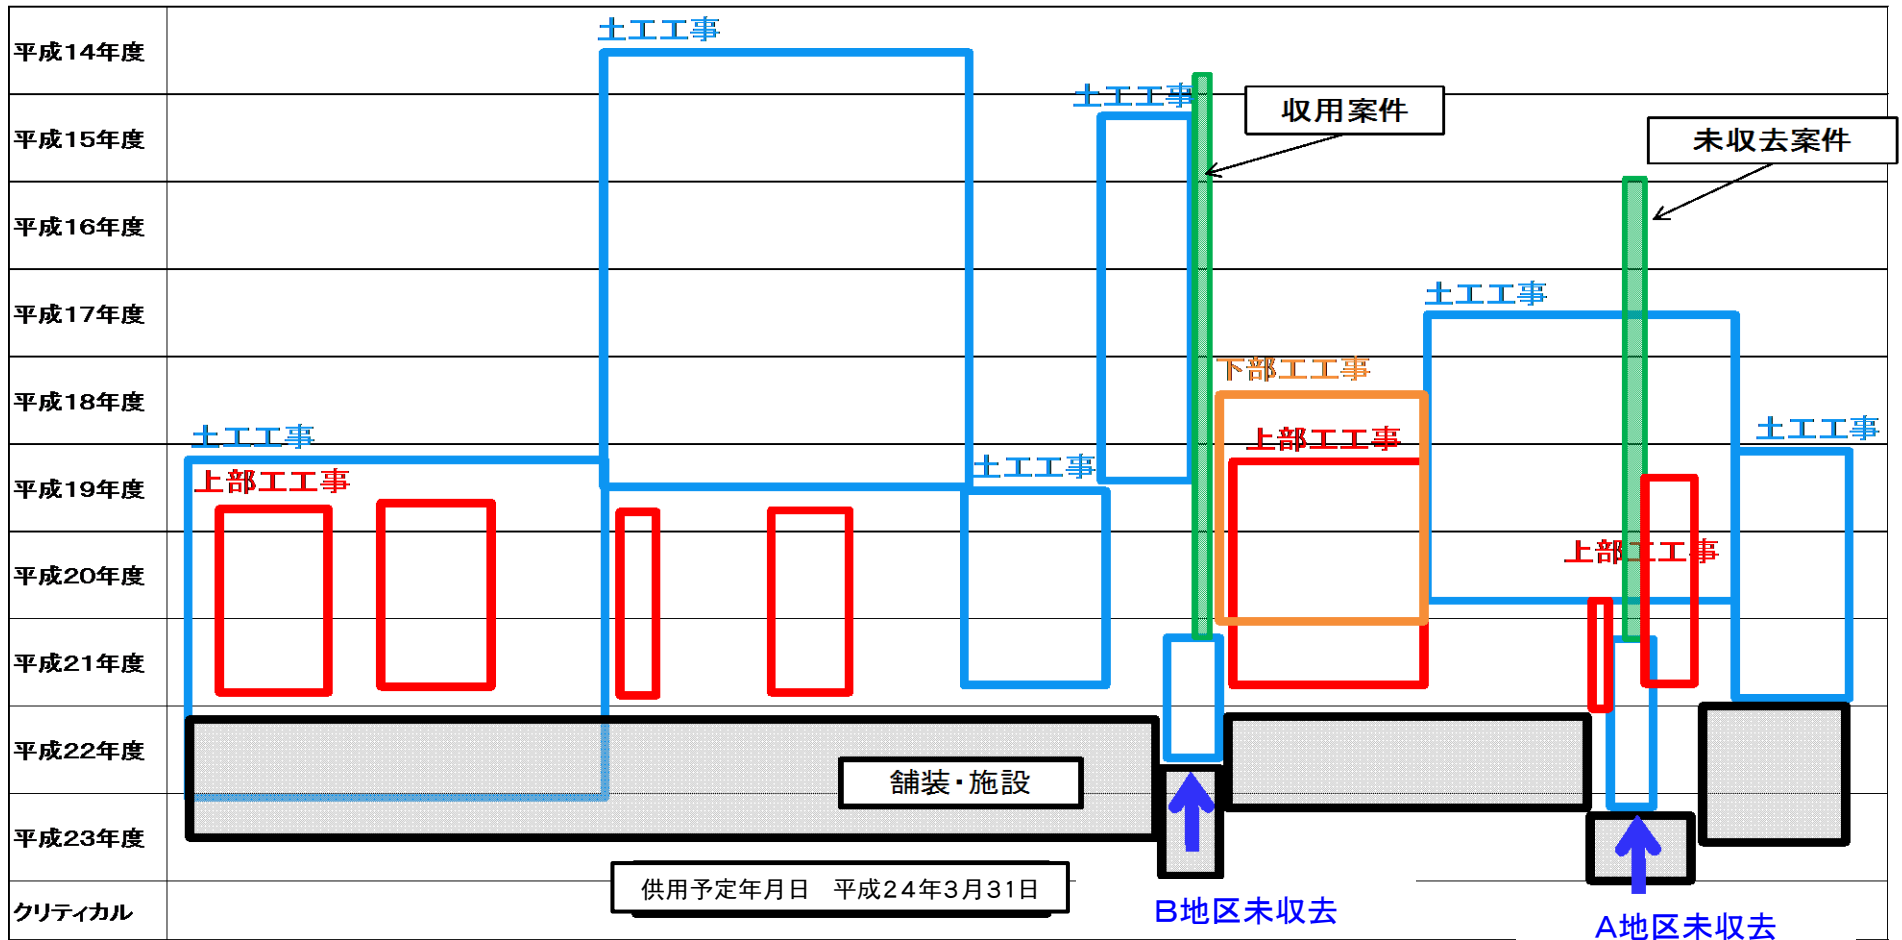 土工工事
平成14年度
土工工事
収用案件
平成15年度
未収去案件
平成16年度
土工工事
平成17年度
下部工工事
平成18年度
土工工事
上部工工事
土工工事
上部工工事
土工工事
平成19年度
上部工工事
平成20年度
平成21年度
平成22年度
舗装・施設
平成23年度
供用予定年月日　平成24年3月31日
クリティカル
B地区未収去
A地区未収去